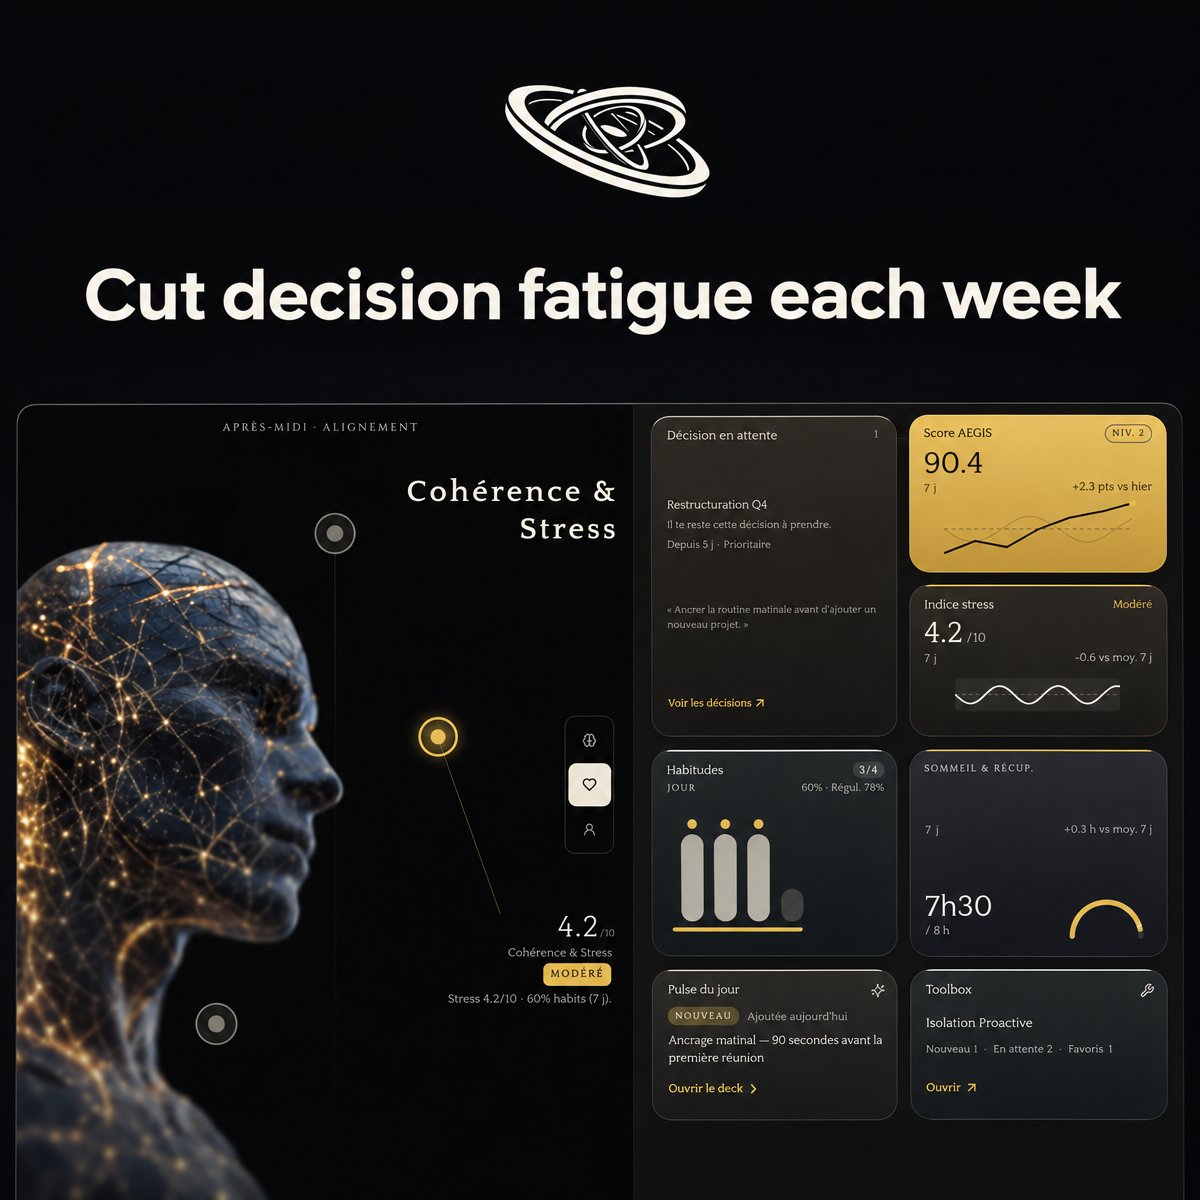 Cut decision fatigue each week
APRÈS-MIDI · ALIGNEMENT
Cohérence &
Stress
4.2/10
Cohérence & Stress
MODÉRÉ
Stress 4.2/10 · 60% habits (7 j).
Décision en attente
1
Restructuration Q4
Il te reste cette décision à prendre.
Depuis 5 j · Prioritaire
« Ancrer la routine matinale avant d'ajouter un
nouveau projet. »
Voir les décisions
Score AEGIS
NIV. 2
90.4
7 j
+2.3 pts vs hier
Indice stress
Modéré
4.2 /10
7 j
-0.6 vs moy. 7 j
Habitudes
3/4
JOUR
60% · Régul. 78%
SOMMEIL & RÉCUP.
7 j
+0.3 h vs moy. 7 j
7h30
/ 8 h
Pulse du jour
NOUVEAU
Ajoutée aujourd'hui
Ancrage matinal — 90 secondes avant la
première réunion
Ouvrir le deck
Toolbox
Isolation Proactive
Nouveau 1 · En attente 2 · Favoris 1
Ouvrir